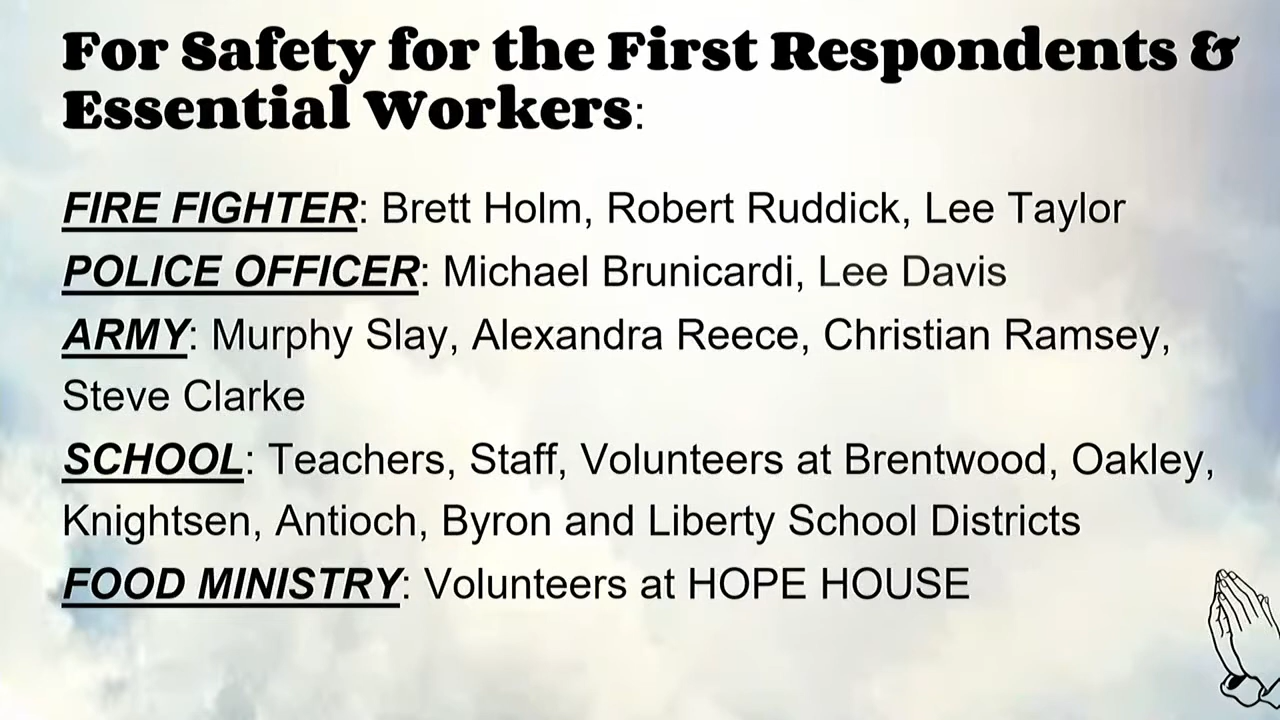 For Safety for the First Respondents &
Essential Workers:
FIRE FIGHTER: Brett Holm, Robert Ruddick, Lee Taylor
POLICE OFFICER: Michael Brunicardi, Lee Davis
ARMY: Murphy Slay, Alexandra Reece, Christian Ramsey,
Steve Clarke
SCHOOL: Teachers, Staff, Volunteers at Brentwood, Oakley,
Knightsen, Antioch, Byron and Liberty School Districts
FOOD MINISTRY: Volunteers at HOPE HOUSE